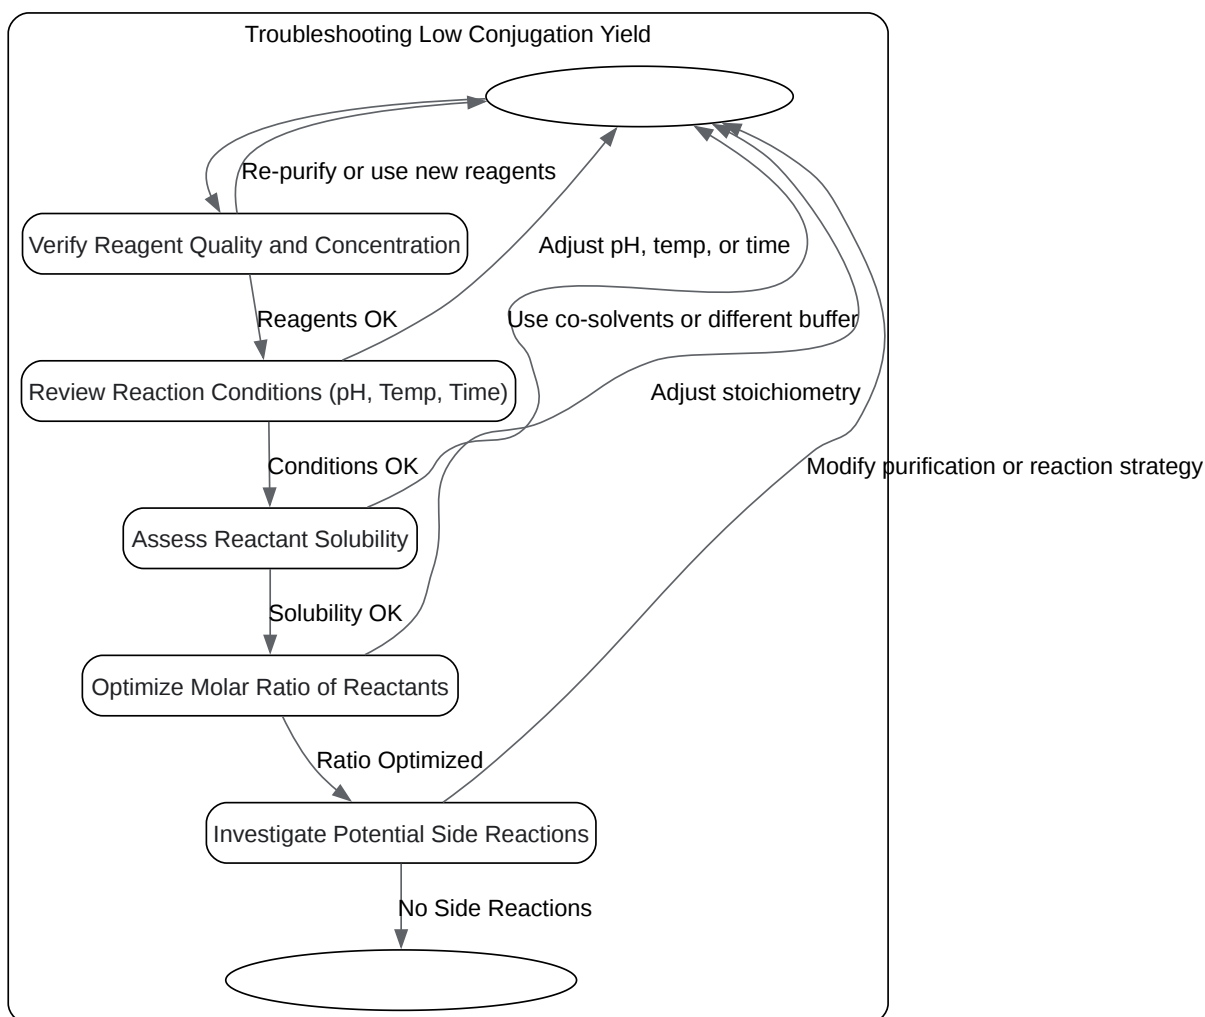 Troubleshooting Low Conjugation Yield
Re-purify or use new reagents
Verify Reagent Quality and Concentration
Adjust pH, temp, or time
Reagents OK
Use co-solvents or different buffer
Review Reaction Conditions (pH, Temp, Time)
Adjust stoichiometry
Conditions OK
Modify purification or reaction strategy
Assess Reactant Solubility
Solubility OK
Optimize Molar Ratio of Reactants
Ratio Optimized
Investigate Potential Side Reactions
No Side Reactions